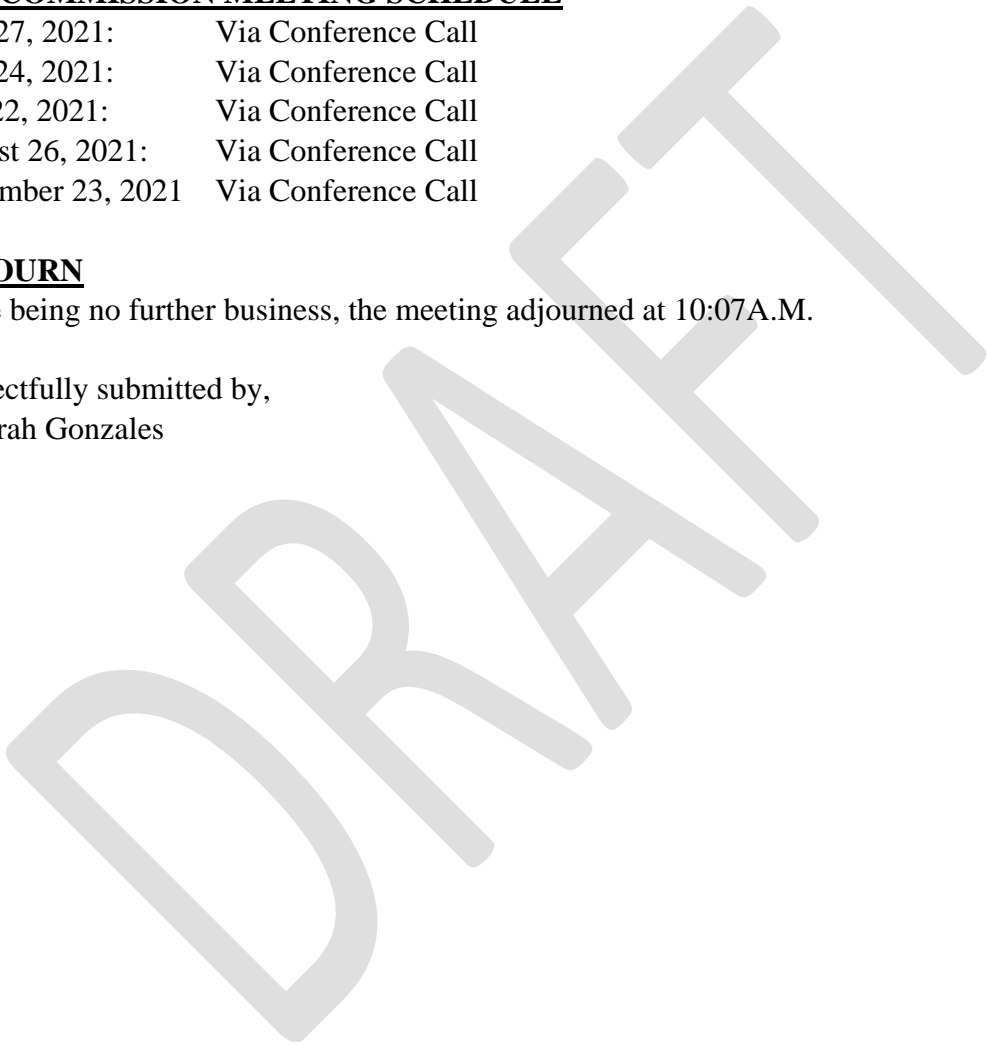 COMMISSION MEETING SCHEDULE
27, 2021: Via Conference Call
24, 2021: Via Conference Call
22, 2021: Via Conference Call
st 26, 2021: Via Conference Call
mber 23, 2021 Via Conference Call
OURN
e being no further business, the meeting adjourned at 10:07A.M.
ectfully submitted by,
rah Gonzales
DRAFT